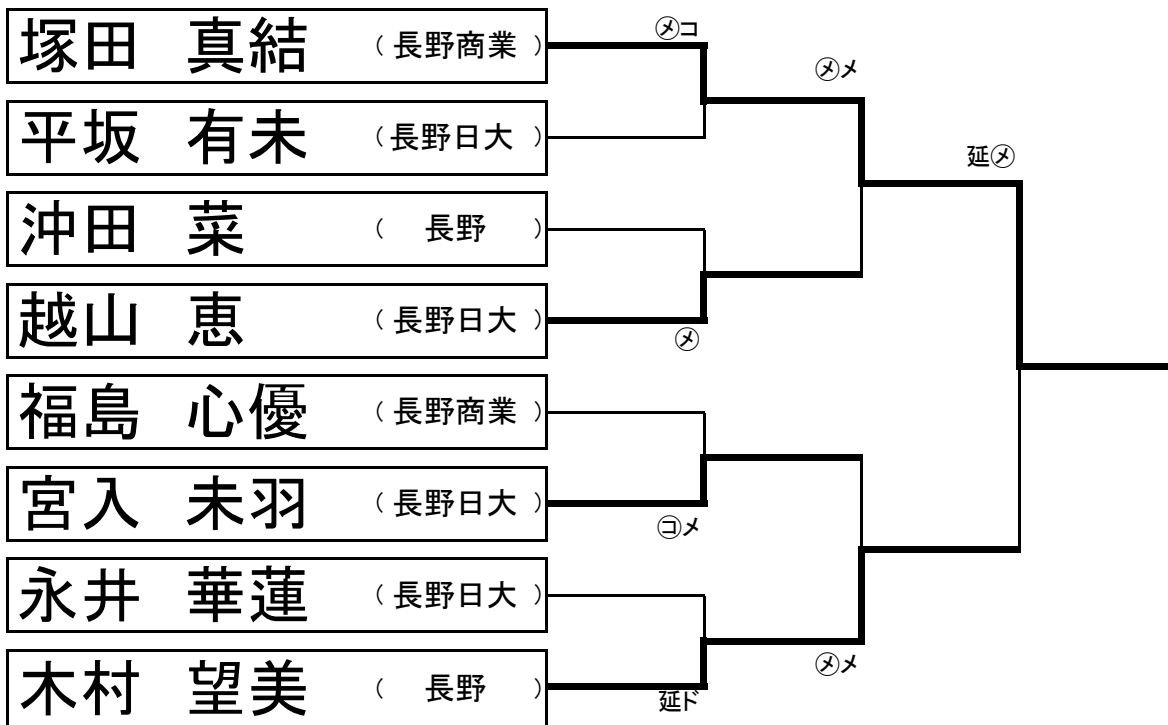 塚田 真結 （長野商業）
㋱コ
㋱メ
平坂 有未 （長野日大）
延㋱
沖田 菜 （ 長野 ）
越山 恵 （長野日大）
㋱
福島 心優 （長野商業）
宮入 未羽 （長野日大）
㋙メ
永井 華蓮 （長野日大）
㋱メ
木村 望美 （ 長野 ）
延ド